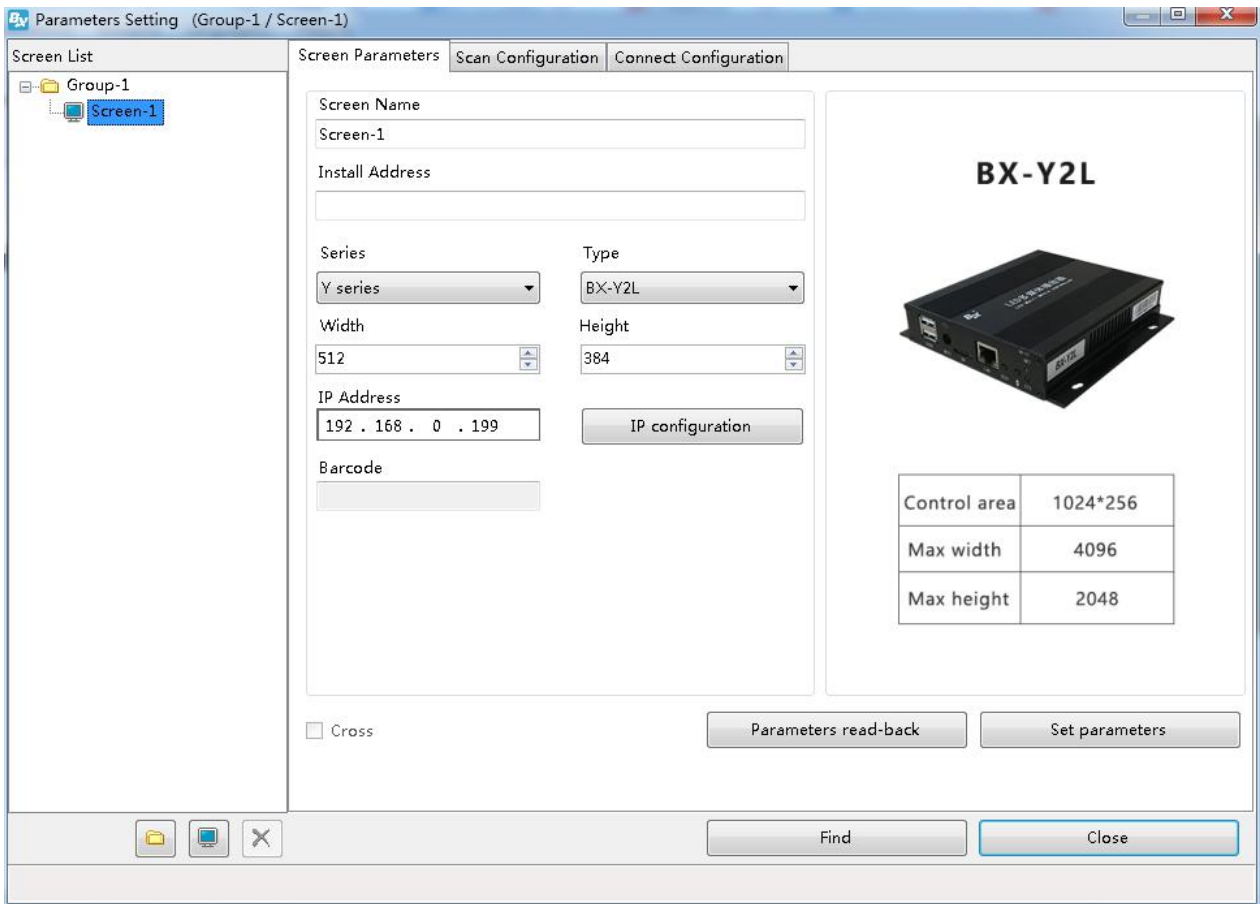 BX Parameters Setting (Group-1 / Screen-1)
Screen List
Screen Parameters Scan Configuration Connect Configuration
Group-1
Screen-1
Screen Name
Screen-1
Install Address
Series Type
Y series BX-Y2L
Width Height
512 384
IP Address
192 . 168 . 0 . 199 IP configuration
Barcode
BX-Y2L
BX-Y2L
Control area 1024*256
Max width 4096
Max height 2048
Cross Parameters read-back Set parameters
Find Close